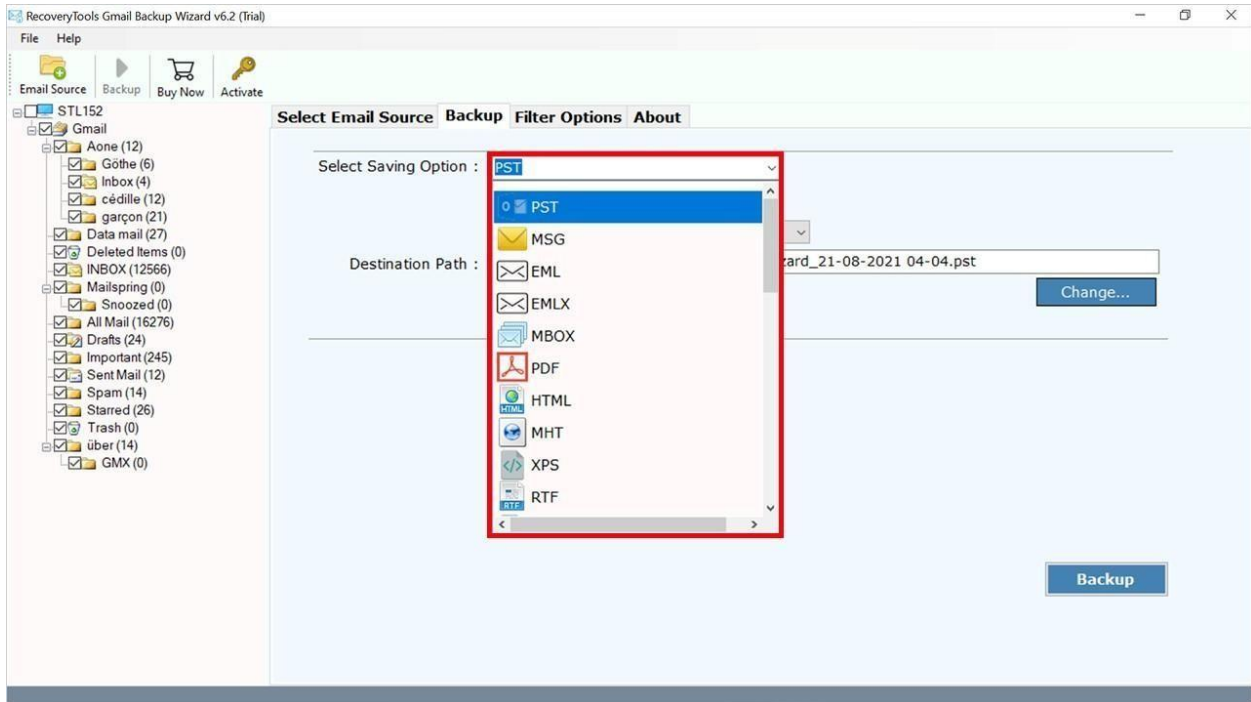 RecoveryTools Gmail Backup Wizard v6.2 (Trial)
File Help
Email Source Backup Buy Now Activate
STL152
Gmail
Aone (12)
Göthe (6)
Inbox (4)
cédille (12)
garçon (21)
Data mail (27)
Deleted Items (0)
INBOX (12566)
Mailspring (0)
Snoozed (0)
All Mail (16276)
Drafts (24)
Important (245)
Sent Mail (12)
Spam (14)
Starred (26)
Trash (0)
über (14)
GMX (0)
Select Email Source Backup Filter Options About
Select Saving Option : PST
PST
MSG
EML
EMLX
MBOX
PDF
HTML
MHT
XPS
RTF
Destination Path : zard_21-08-2021 04-04.pst
Change...
Backup